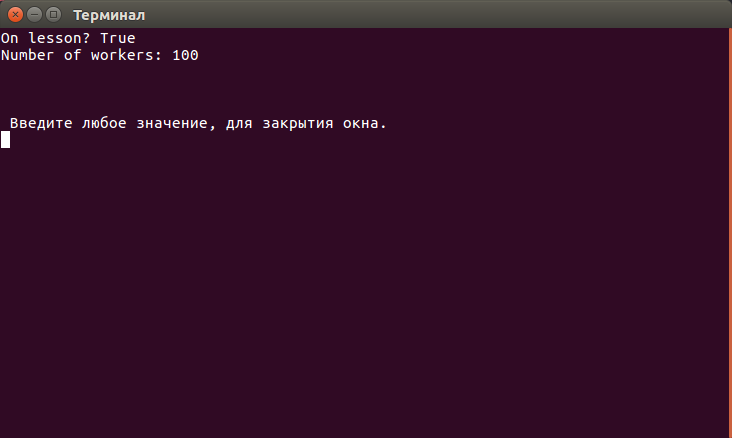 Терминал
On lesson? True
Number of workers: 100
Введите любое значение, для закрытия окна.